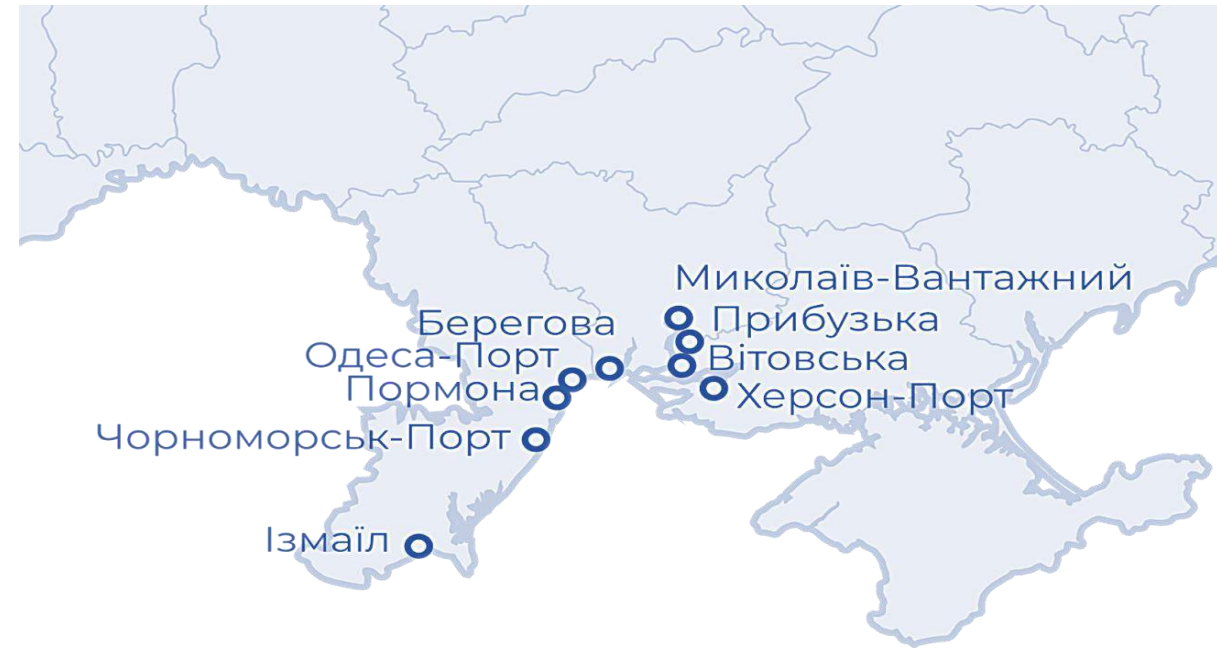 Миколаїв-Вантажний
Прибузька
Берегова
Одеса-Порт
Вітовська
Пормона
Херсон-Порт
Чорноморськ-Порт
Ізмаїл